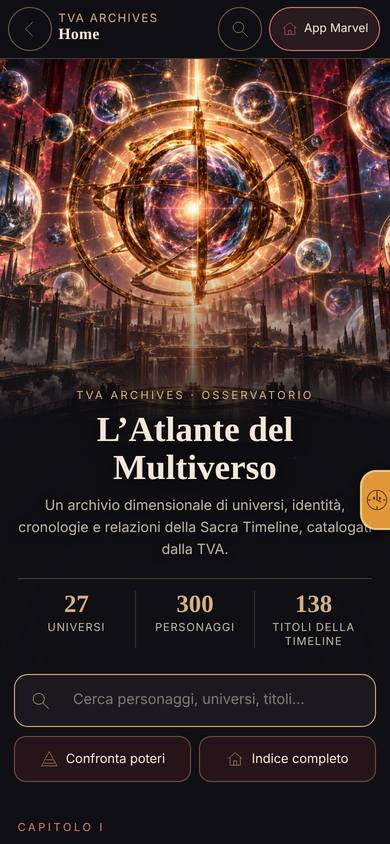 TVA ARCHIVES
Home
App Marvel
TVA ARCHIVES · OSSERVATORIO
L’Atlante del
Multiverso
Un archivio dimensionale di universi, identità,
cronologie e relazioni della Sacra Timeline, catalogati
dalla TVA.
27
UNIVERSI
300
PERSONAGGI
138
TITOLI DELLA
TIMELINE
Cerca personaggi, universi, titoli...
Confronta poteri
Indice completo
CAPITOLO I